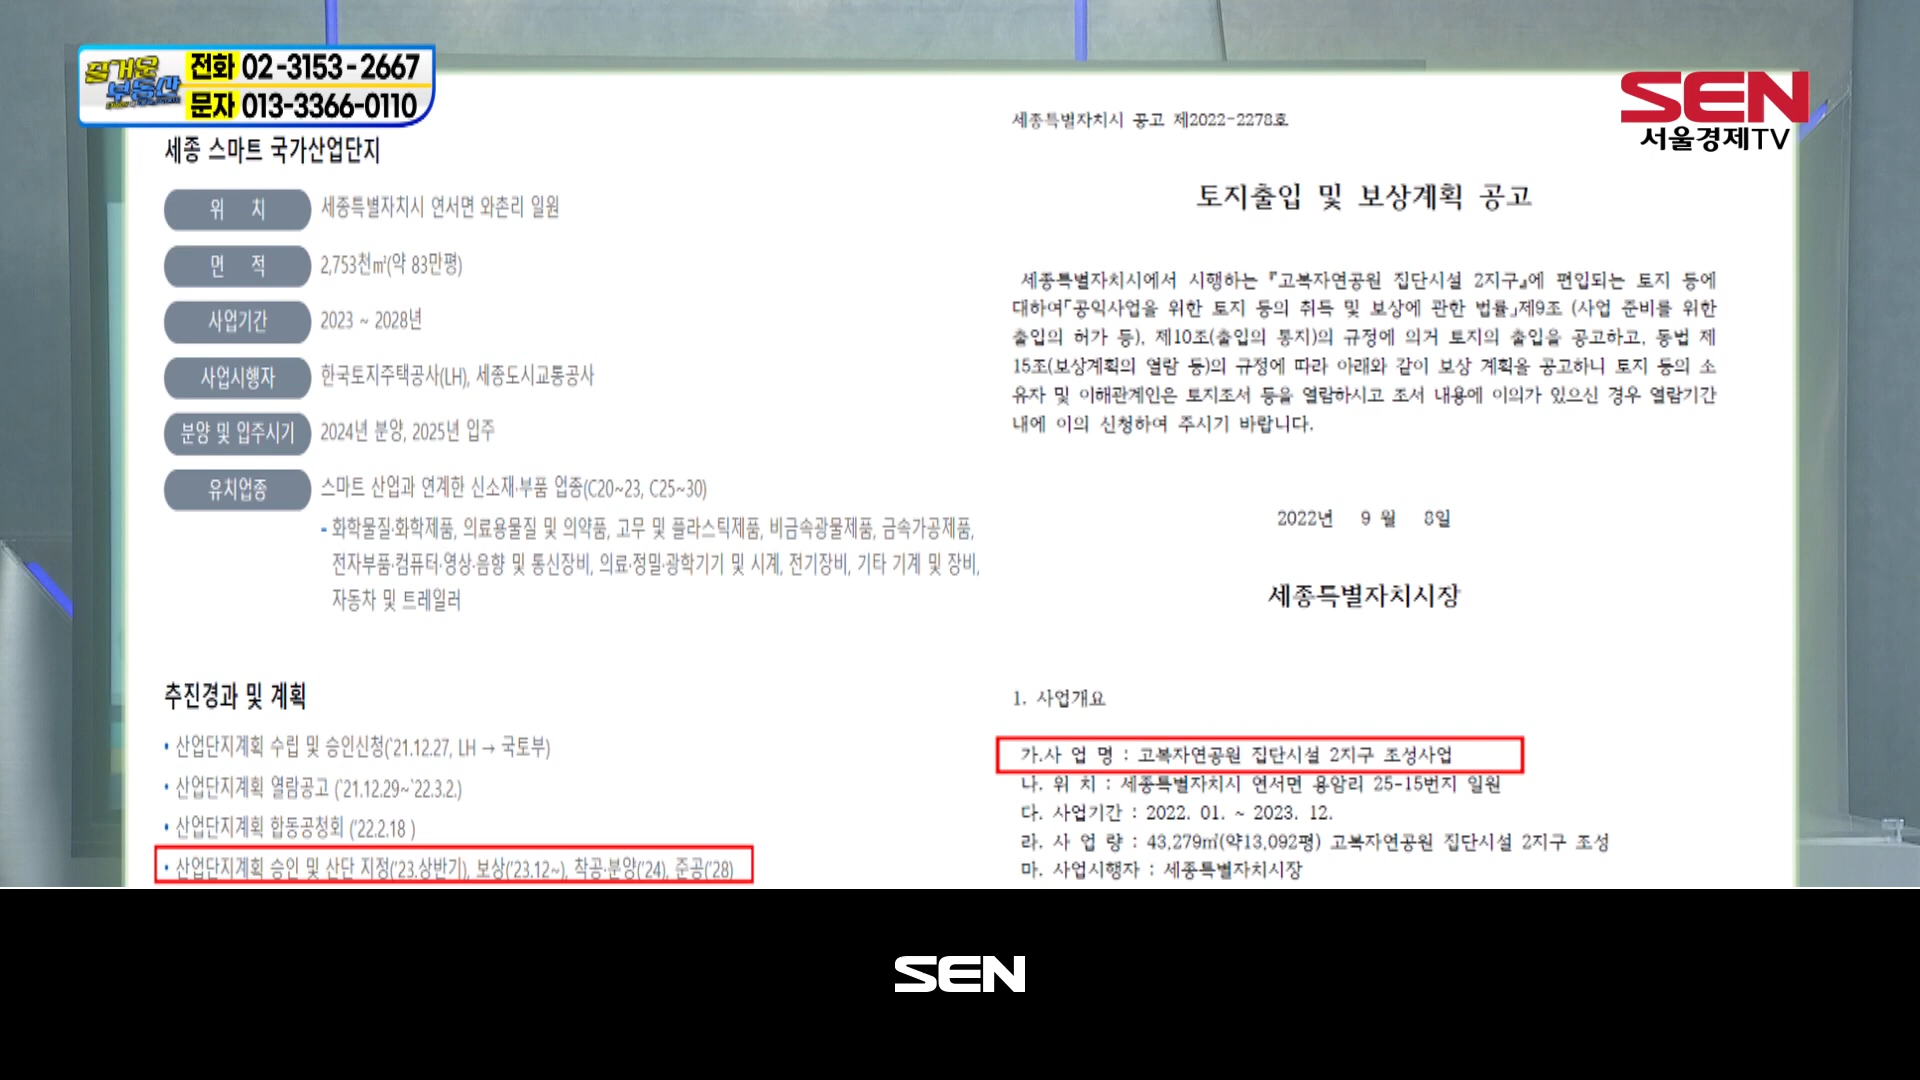 즐거운
부동산
전화 02-3153-2667
문자 013-3366-0110
SEN
서울경제TV
세종 스마트 국가산업단지
위 치 세종특별자치시 연서면 와촌리 일원
면 적 2,753천㎡(약 83만평)
사업기간 2023 ~ 2028년
사업시행자 한국토지주택공사(LH), 세종도시교통공사
분양 및 입주시기 2024년 분양, 2025년 입주
유치업종 스마트 산업과 연계한 신소재·부품 업종(C20~23, C25~30)
- 화학물질·화학제품, 의료용물질 및 의약품, 고무 및 플라스틱제품, 비금속광물제품, 금속가공제품,
전자부품·컴퓨터·영상·음향 및 통신장비, 의료·정밀·광학기기 및 시계, 전기장비, 기타 기계 및 장비,
자동차 및 트레일러
추진경과 및 계획
• 산업단지계획 수립 및 승인신청(`21.12.27, LH → 국토부)
• 산업단지계획 열람공고 (`21.12.29~`22.3.2.)
• 산업단지계획 합동공청회 ('22.2.18 )
• 산업단지계획 승인 및 산단 지정('23.상반기), 보상('23.12~), 착공·분양('24), 준공('28)
세종특별자치시 공고 제2022-2278호
토지출입 및 보상계획 공고
세종특별자치시에서 시행하는 『고복자연공원 집단시설 2지구』에 편입되는 토지 등에
대하여「공익사업을 위한 토지 등의 취득 및 보상에 관한 법률」제9조 (사업 준비를 위한
출입의 허가 등), 제10조(출입의 통지)의 규정에 의거 토지의 출입을 공고하고, 동법 제
15조(보상계획의 열람 등)의 규정에 따라 아래와 같이 보상 계획을 공고하니 토지 등의 소
유자 및 이해관계인은 토지조서 등을 열람하시고 조서 내용에 이의가 있으신 경우 열람기간
내에 이의 신청하여 주시기 바랍니다.
2022년 9 월 8일
세종특별자치시장
1. 사업개요
가.사 업 명 : 고복자연공원 집단시설 2지구 조성사업
나. 위 치 : 세종특별자치시 연서면 용암리 25-15번지 일원
다. 사업기간 : 2022. 01. ~ 2023. 12.
라. 사 업 량 : 43,279㎡(약13,092평) 고복자연공원 집단시설 2지구 조성
마. 사업시행자 : 세종특별자치시장
SEN